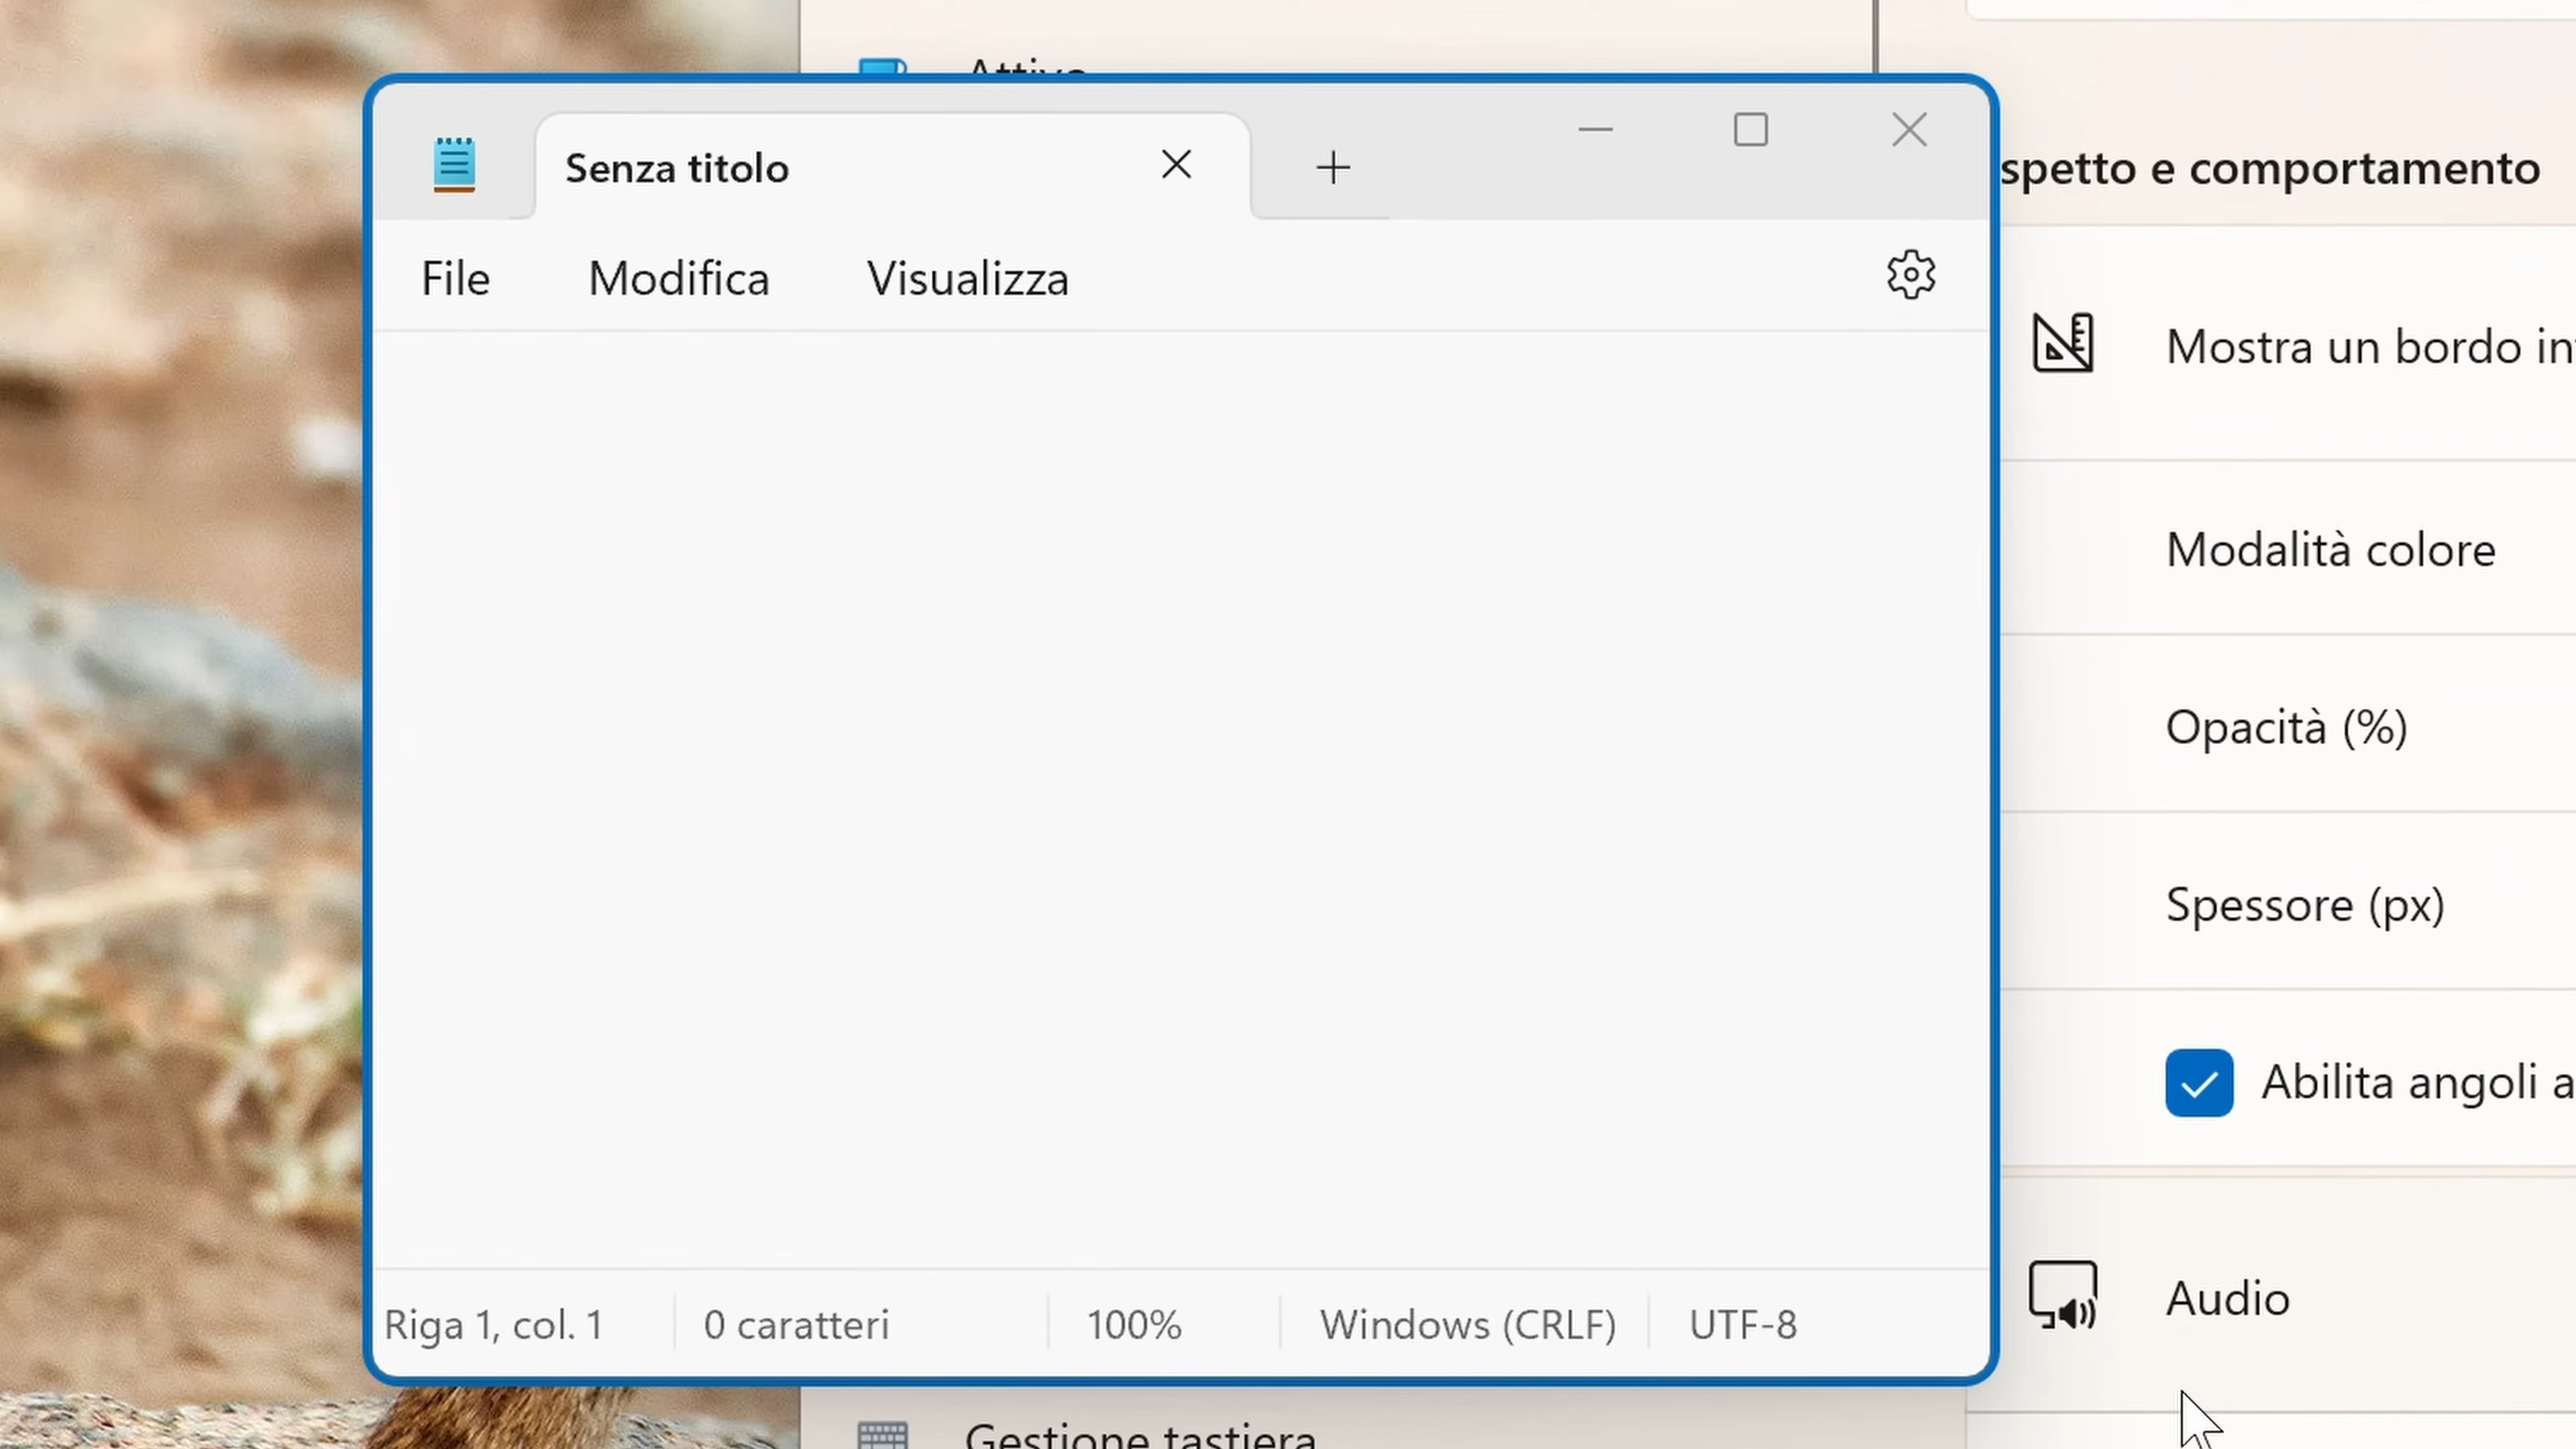 Attivo
Senza titolo
spetto e comportamento
File Modifica Visualizza
Mostra un bordo in
Modalità colore
Opacità (%)
Spessore (px)
Abilita angoli a
Audio
Riga 1, col. 1 0 caratteri 100% Windows (CRLF) UTF-8
Gestione tastiera